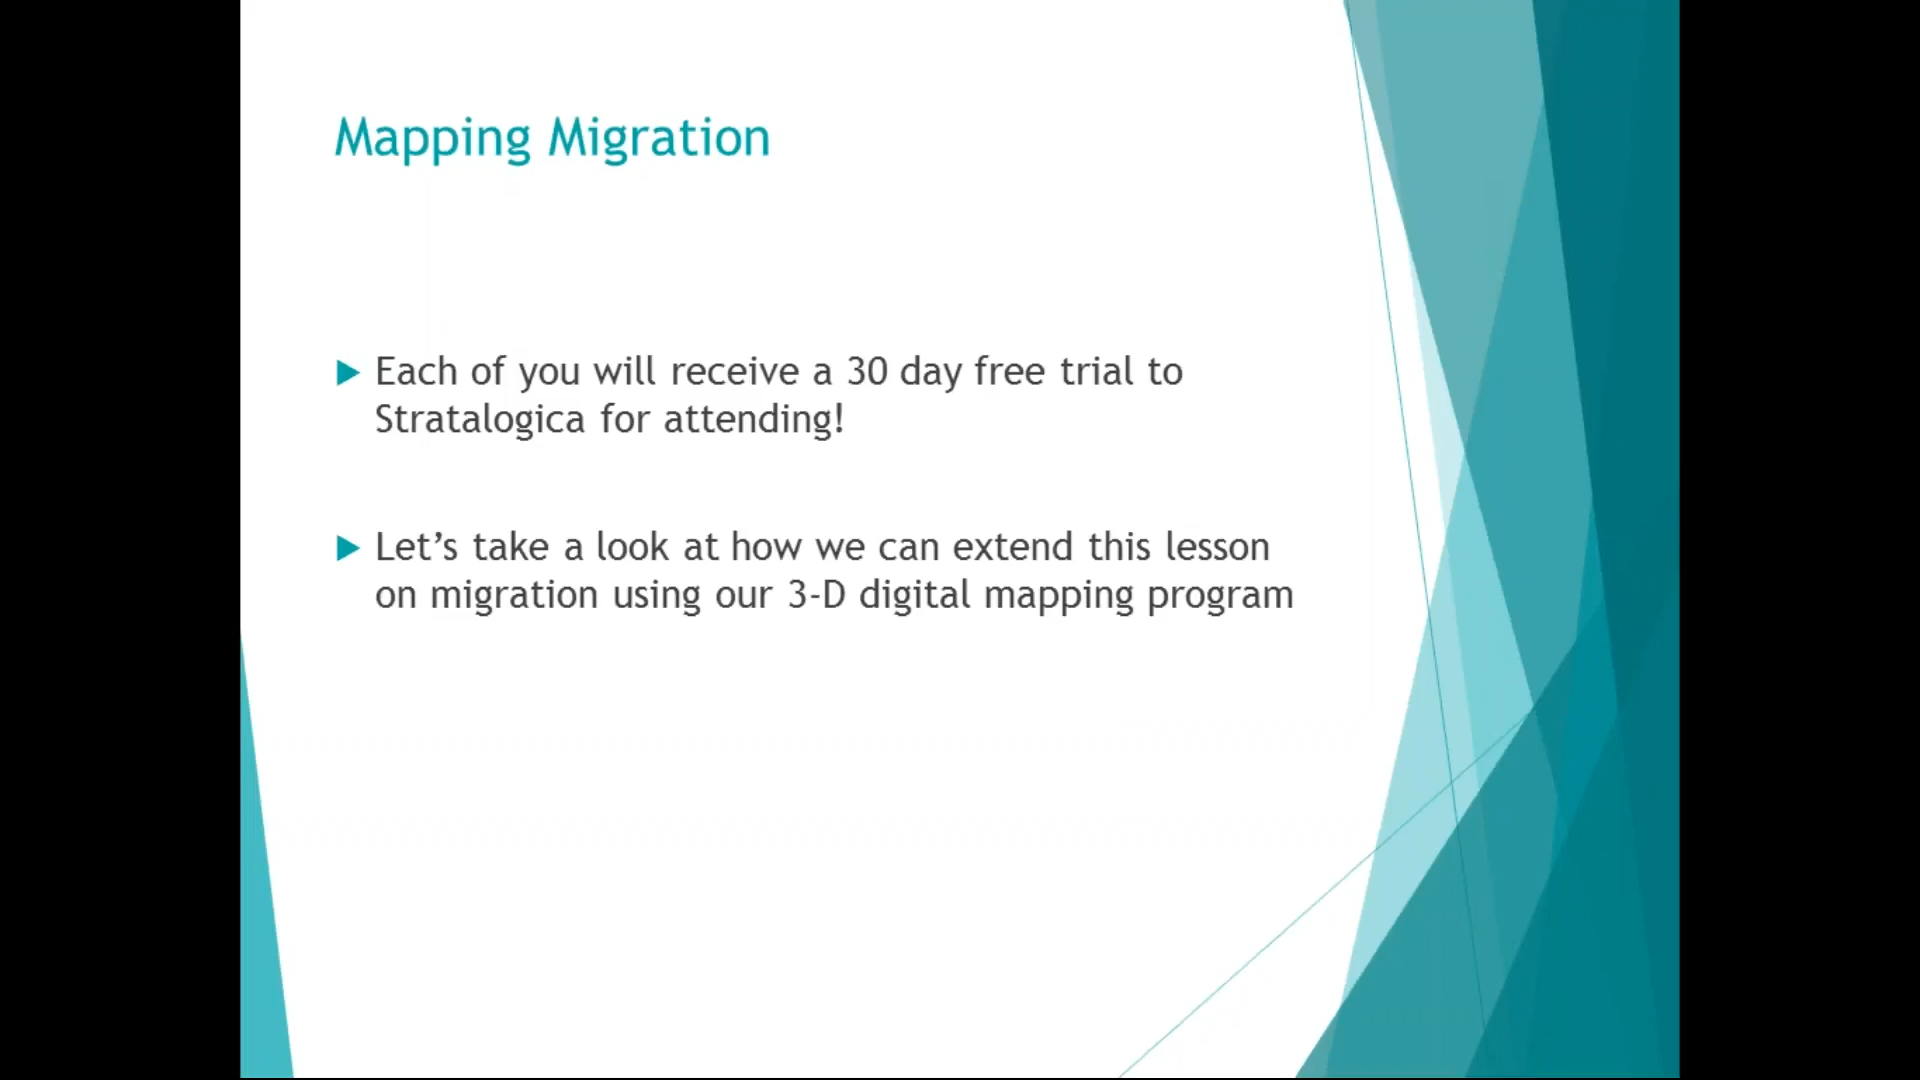 Mapping Migration
Each of you will receive a 30 day free trial to
Stratalogica for attending!
Let’s take a look at how we can extend this lesson
on migration using our 3-D digital mapping program